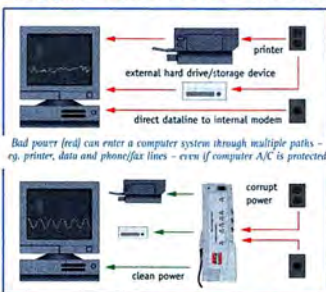 printer
external hard drive/storage device
direct dataline to internal modem
Bad power (red) can enter a computer system through multiple paths –
eg. printer, data and phone/fax lines – even if computer A/C is protected
corrupt
power
clean power